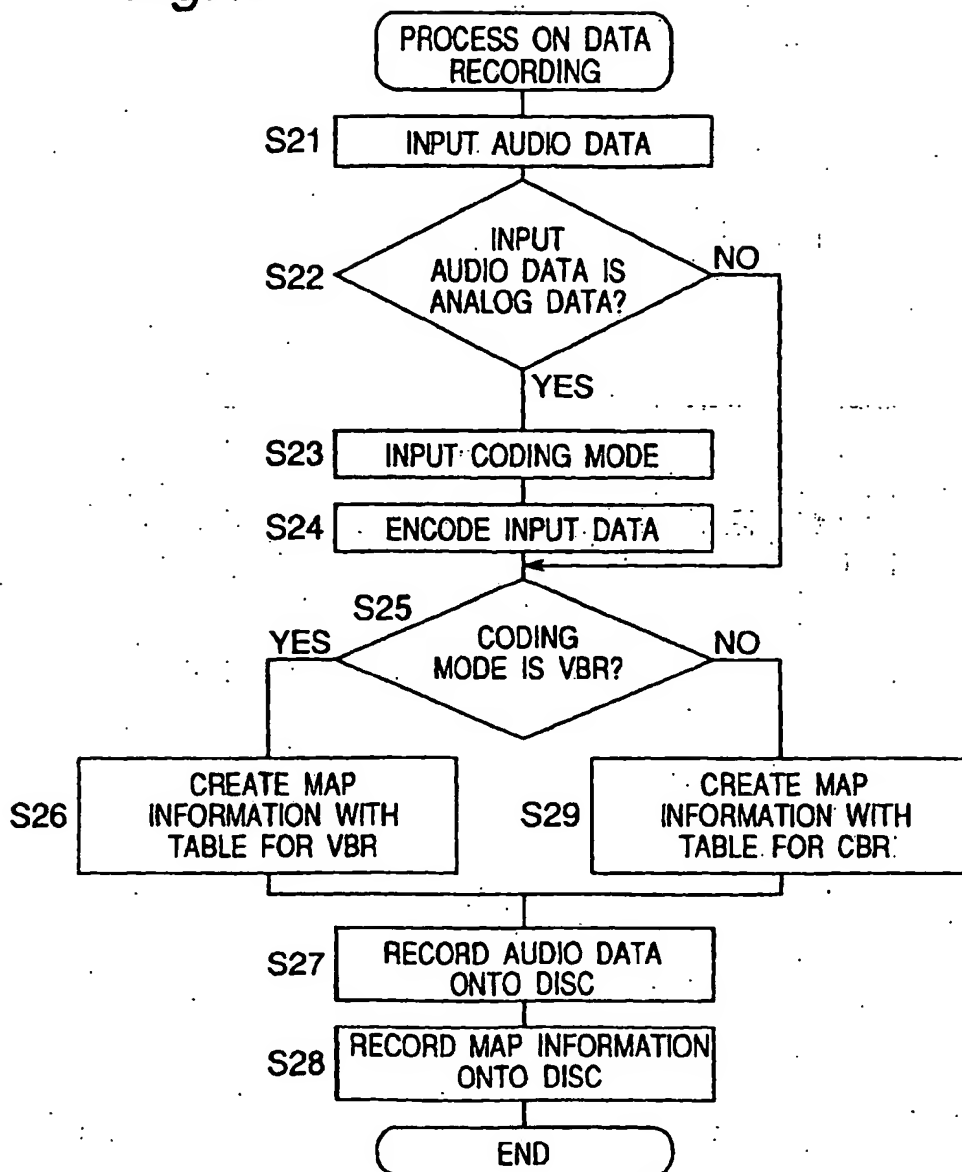 PROCESS ON DATA
RECORDING
S21
INPUT AUDIO DATA
S22
INPUT
AUDIO DATA IS
ANALOG DATA?
NO
YES
S23
INPUT CODING MODE
S24
ENCODE INPUT DATA
S25
YES
CODING
MODE IS VBR?
NO
S26
CREATE MAP
INFORMATION WITH
TABLE FOR VBR
S29
CREATE MAP
INFORMATION WITH
TABLE FOR CBR
S27
RECORD AUDIO DATA
ONTO DISC
S28
RECORD MAP INFORMATION
ONTO DISC
END